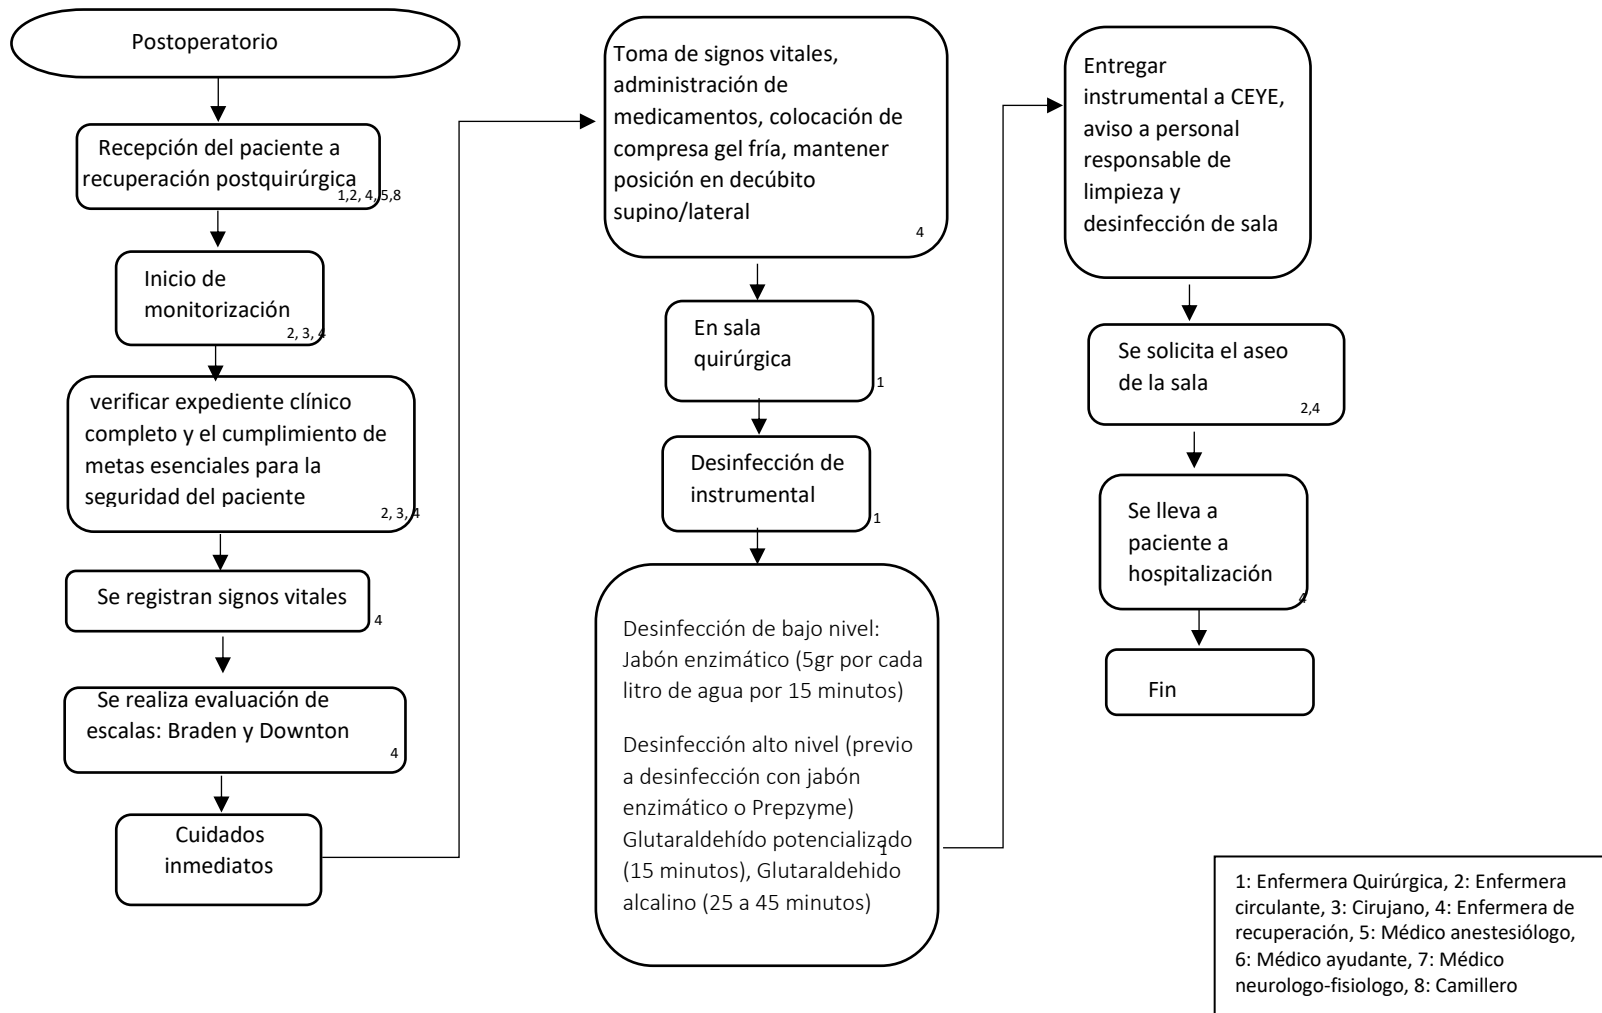 Postoperatorio
Recepción del paciente a
recuperación postquirúrgica
1,2, 4, 5,8
Inicio de
monitorización
2, 3, 4
verificar expediente clínico
completo y el cumplimiento de
metas esenciales para la
seguridad del paciente
2, 3, 4
Se registran signos vitales
4
Se realiza evaluación de
escalas: Braden y Downton
4
Cuidados
inmediatos
Toma de signos vitales,
administración de
medicamentos, colocación de
compresa gel fría, mantener
posición en decúbito
supino/lateral
4
En sala
quirúrgica
1
Desinfección de
instrumental
1
Desinfección de bajo nivel:
Jabón enzimático (5gr por cada
litro de agua por 15 minutos)
Desinfección alto nivel (previo
a desinfección con jabón
enzimático o Prepzyme)
Glutaraldehído potencializado
1
(15 minutos), Glutaraldehido
alcalino (25 a 45 minutos)
Entregar
instrumental a CEYE,
aviso a personal
responsable de
limpieza y
desinfección de sala
Se solicita el aseo
de la sala
2,4
Se lleva a
paciente a
hospitalización
4
Fin
1: Enfermera Quirúrgica, 2: Enfermera
circulante, 3: Cirujano, 4: Enfermera de
recuperación, 5: Médico anestesiólogo,
6: Médico ayudante, 7: Médico
neurologo-fisiologo, 8: Camillero